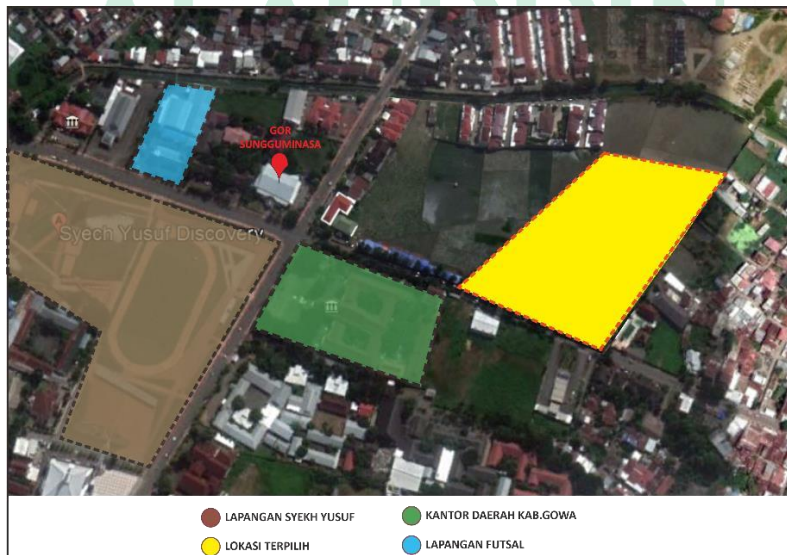 GOR
SUNGGUMINASA
Syech Yusuf Discovery
LAPANGAN SYEKH YUSUF
KANTOR DAERAH KAB.GOWA
LOKASI TERPILIH
LAPANGAN FUTSAL